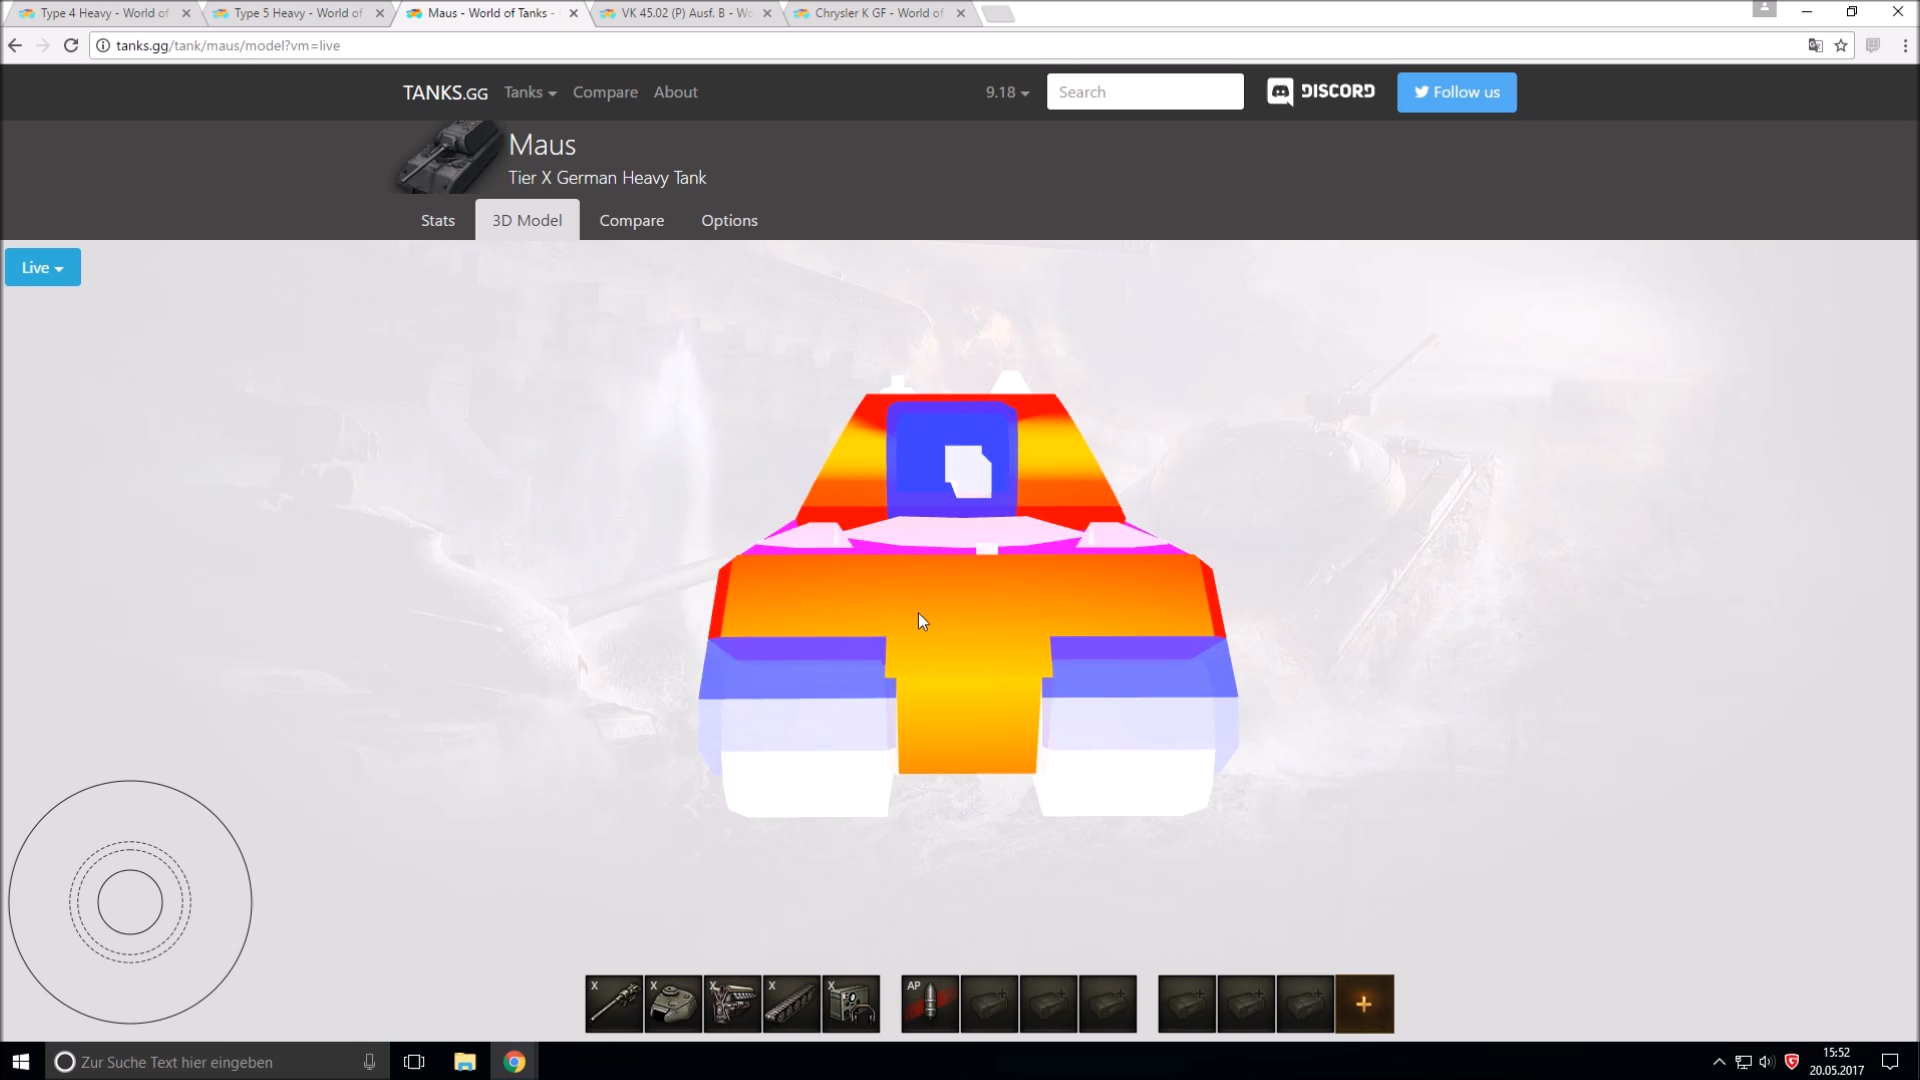 Type 4 Heavy - World of
Type 5 Heavy - World of
Maus - World of Tanks -
VK 45.02 (P) Ausf. B - Wo
Chrysler K GF - World of
tanks.gg/tank/maus/model?vm=live
TANKS.GG
Tanks
Compare
About
9.18
Search
DISCORD
Follow us
Maus
Tier X German Heavy Tank
Stats
3D Model
Compare
Options
Live
X
X
X
X
X
AP
Zur Suche Text hier eingeben
15:52
20.05.2017